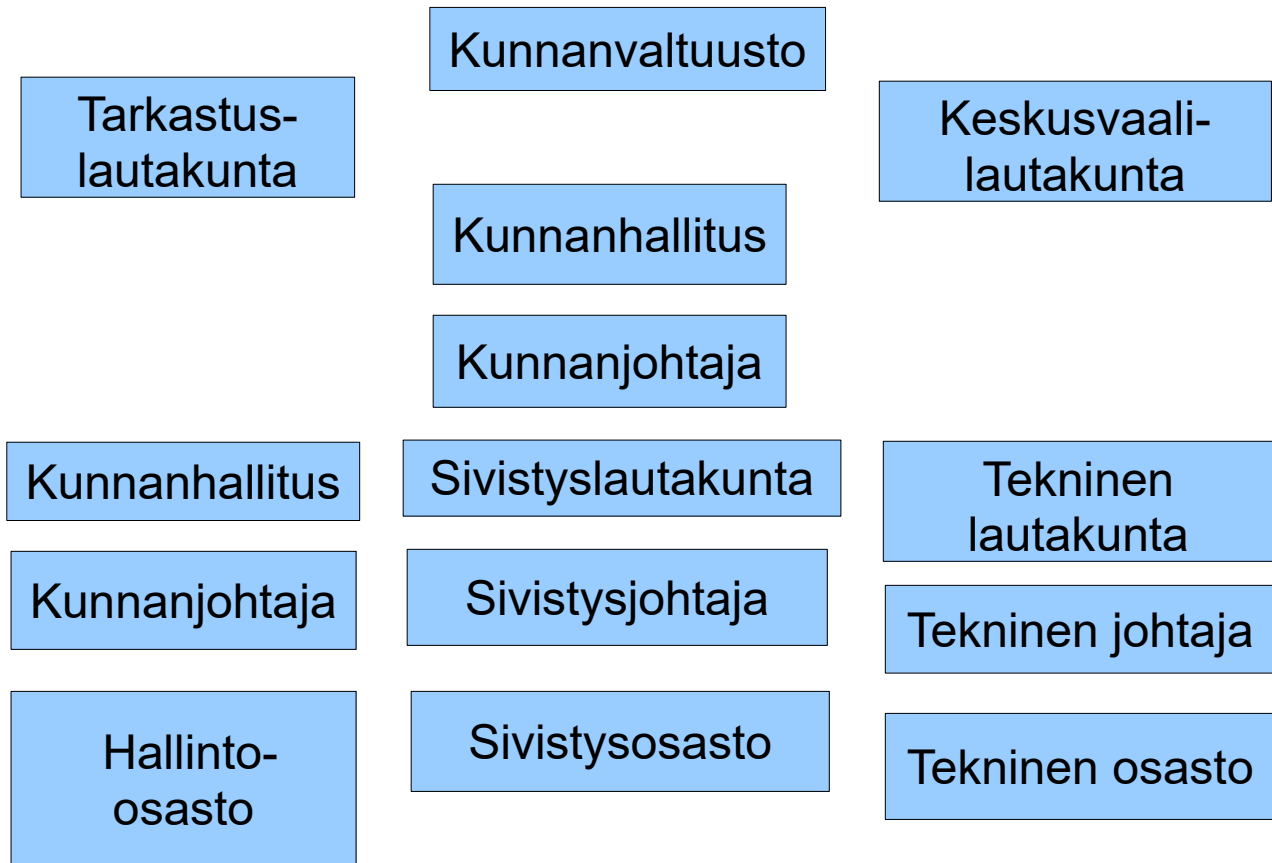 Kunnanvaltuusto
Tarkastus-
lautakunta
Keskusvaali-
lautakunta
Kunnanhallitus
Kunnanjohtaja
Kunnanhallitus
Sivistyslautakunta
Tekninen
lautakunta
Kunnanjohtaja
Sivistysjohtaja
Tekninen johtaja
Hallinto-
osasto
Sivistysosasto
Tekninen osasto